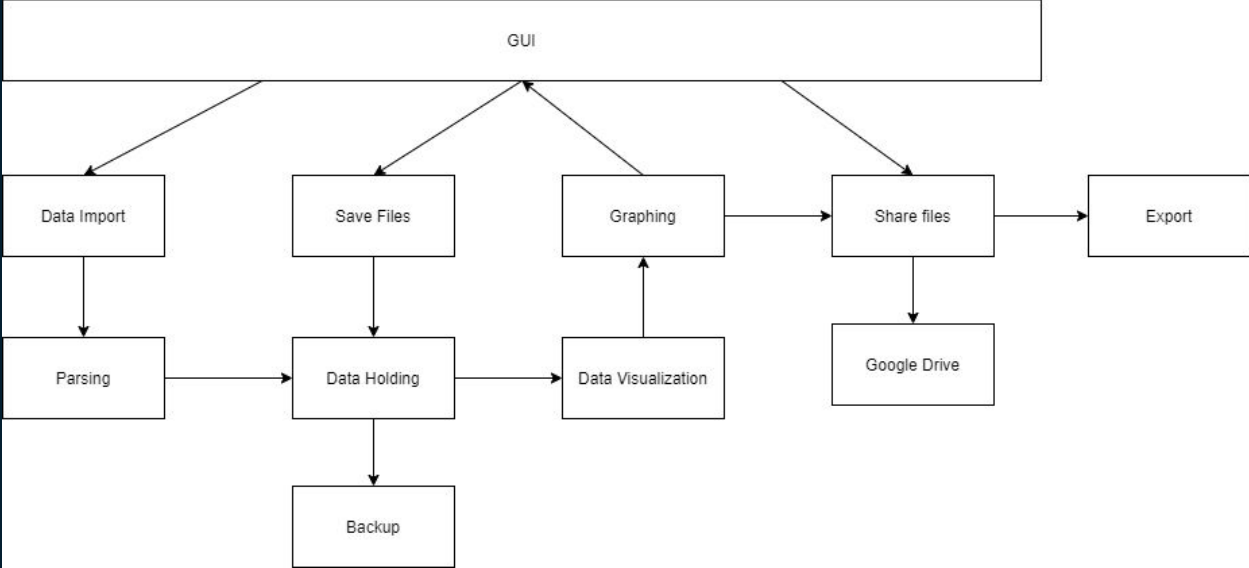 GUI
Data Import
Save Files
Graphing
Share files
Export
Parsing
Data Holding
Data Visualization
Google Drive
Backup